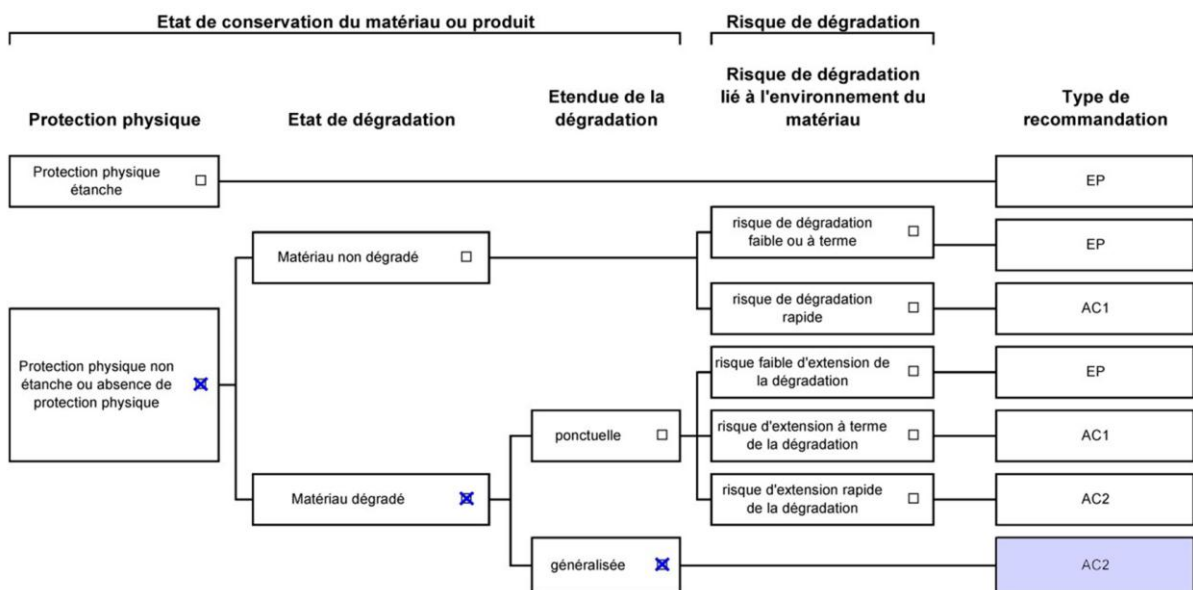 Etat de conservation du matériau ou produit
Risque de dégradation
Protection physique
Etat de dégradation
Etendue de la
dégradation
Risque de dégradation
lié à l'environnement du
matériau
Type de
recommandation
Protection physique
étanche
EP
Matériau non dégradé
risque de dégradation
faible ou à terme
EP
risque de dégradation
rapide
AC1
Protection physique non
étanche ou absence de
protection physique
risque faible d'extension de
la dégradation
EP
ponctuelle
risque d'extension à terme
de la dégradation
AC1
Matériau dégradé
risque d'extension rapide
de la dégradation
AC2
généralisée
AC2